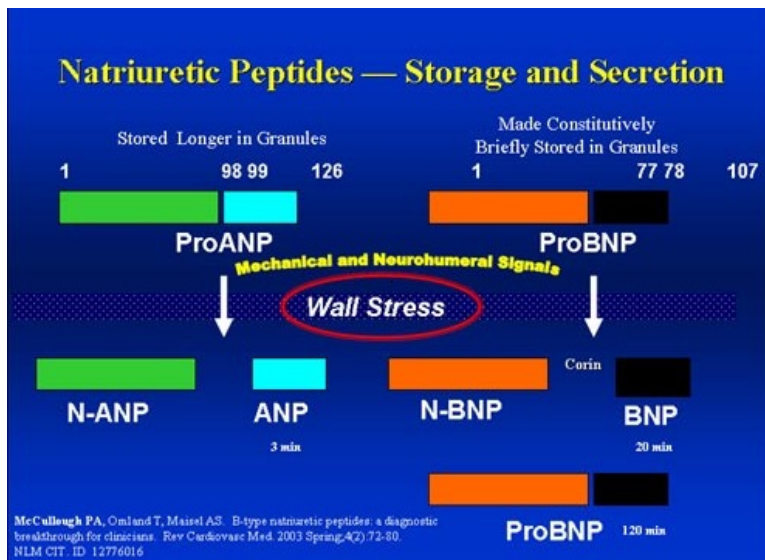 Natriuretic Peptides — Storage and Secretion
Stored Longer in Granules
Made Constitutively
Briefly Stored in Granules
1 98 99 126
1 77 78 107
ProANP
ProBNP
Mechanical and Neurohumeral Signals
Wall Stress
Corin
N-ANP
ANP
N-BNP
BNP
3 min
20 min
ProBNP 120 min
McCullough PA, Omland T, Maisel AS. B-type natriuretic peptides: a diagnostic
breakthrough for clinicians. Rev Cardiovasc Med. 2003 Spring;4(2):72-80.
NLM CIT. ID 12776016